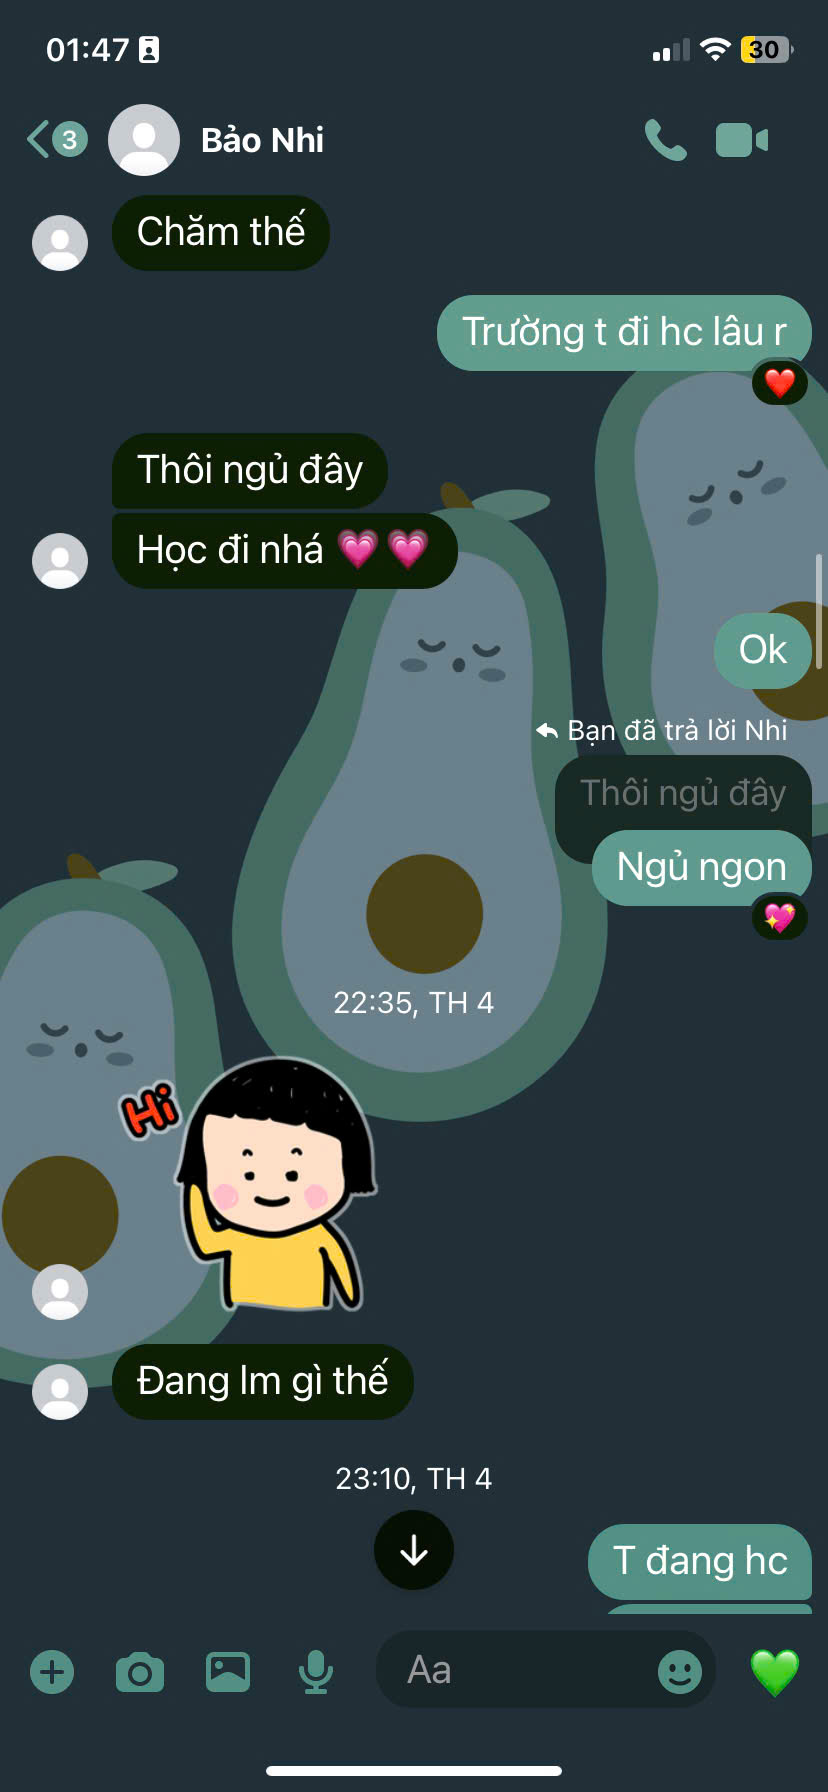 01:47
30
3
Bảo Nhi
Chăm thế
Trường t đi hc lâu r
Thôi ngủ đây
Học đi nhá 💗💗
Ok
Bạn đã trả lời Nhi
Thôi ngủ đây
Ngủ ngon
22:35, TH 4
Hi
Đang lm gì thế
23:10, TH 4
T đang hc
Aa